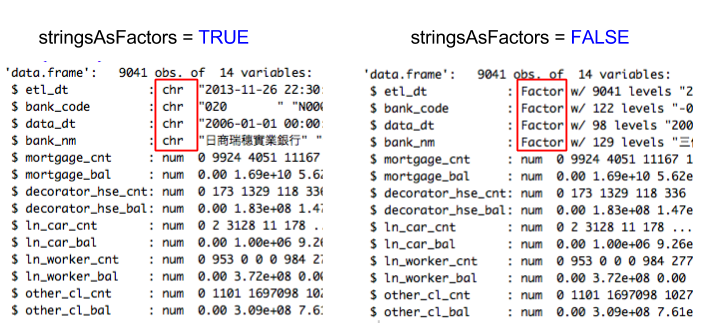 stringsAsFactors = TRUE
'data.frame': 9041 obs. of 14 variables:
$ etl_dt : chr "2013-11-26 22:30:
$ bank_code : chr "020 " "N000
$ data_dt : chr "2006-01-01 00:00:
$ bank_nm : chr "日商瑞穗實業銀行" "
$ mortgage_cnt : num 0 9924 4051 11167
$ mortgage_bal : num 0.00 1.69e+10 5.62
$ decorator_hse_cnt: num 0 173 1329 118 336
$ decorator_hse_bal: num 0.00 1.83e+08 1.47
$ ln_car_cnt : num 0 2 3128 11 178 ..
$ ln_car_bal : num 0.00 1.00e+06 9.26
$ ln_worker_cnt : num 0 953 0 0 0 984 27
$ ln_worker_bal : num 0.00 3.72e+08 0.00
$ other_cl_cnt : num 0 1101 1697098 102
$ other_cl_bal : num 0.00 3.09e+08 7.6
stringsAsFactors = FALSE
'data.frame': 9041 obs. of 14 variables:
$ etl_dt : Factor w/ 9041 levels "2
$ bank_code : Factor w/ 122 levels "-0
$ data_dt : Factor w/ 98 levels "200
$ bank_nm : Factor w/ 129 levels "三
$ mortgage_cnt : num 0 9924 4051 11167 1
$ mortgage_bal : num 0.00 1.69e+10 5.62e
$ decorator_hse_cnt: num 0 173 1329 118 336
$ decorator_hse_bal: num 0.00 1.83e+08 1.47e
$ ln_car_cnt : num 0 2 3128 11 178 ...
$ ln_car_bal : num 0.00 1.00e+06 9.26e
$ ln_worker_cnt : num 0 953 0 0 0 984 277
$ ln_worker_bal : num 0.00 3.72e+08 0.00
$ other_cl_cnt : num 0 1101 1697098 1027
$ other_cl_bal : num 0.00 3.09e+08 7.61e